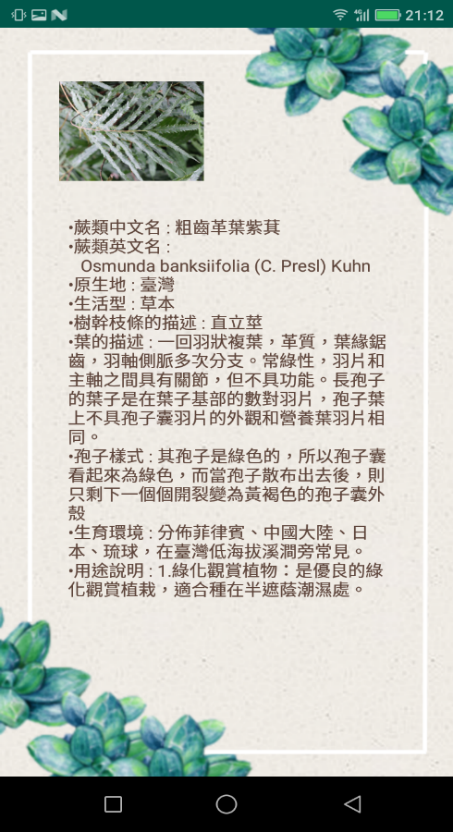 21:12
•蕨類中文名 : 粗齒革葉紫萁
•蕨類英文名 :
Osmunda banksiifolia (C. Presl) Kuhn
•原生地 : 臺灣
•生活型 : 草本
•樹幹枝條的描述 : 直立莖
•葉的描述 : 一回羽狀複葉，革質，葉緣鋸
齒，羽軸側脈多次分支。常綠性，羽片和
主軸之間具有關節，但不具功能。長孢子
的葉子是在葉子基部的數對羽片，孢子葉
上不具孢子囊羽片的外觀和營養葉羽片相
同。
•孢子樣式 : 其孢子是綠色的，所以孢子囊
看起來為綠色，而當孢子散布出去後，則
只剩下一個個開裂變為黃褐色的孢子囊外
殼
•生育環境 : 分佈菲律賓、中國大陸、日
本、琉球，在臺灣低海拔溪澗旁常見。
•用途說明 : 1.綠化觀賞植物：是優良的綠
化觀賞植栽，適合種在半遮蔭潮濕處。